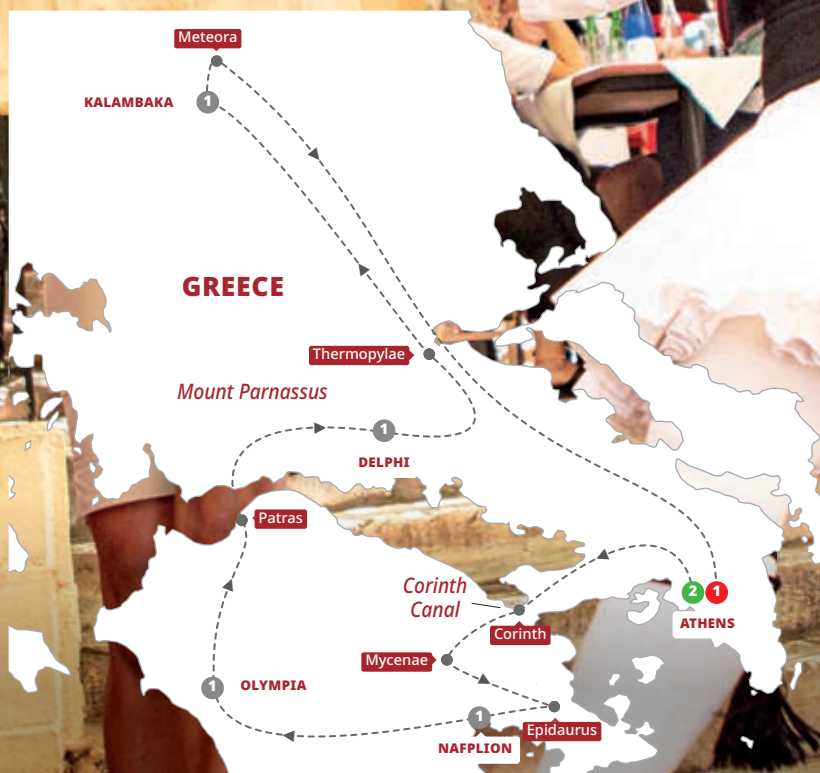 Meteora
KALAMBAKA
1
GREECE
Thermopylae
Mount Parnassus
1
DELPHI
Patras
Corinth
Canal
2
1
ATHENS
Corinth
Mycenae
1
OLYMPIA
1
Epidaurus
NAFPLION